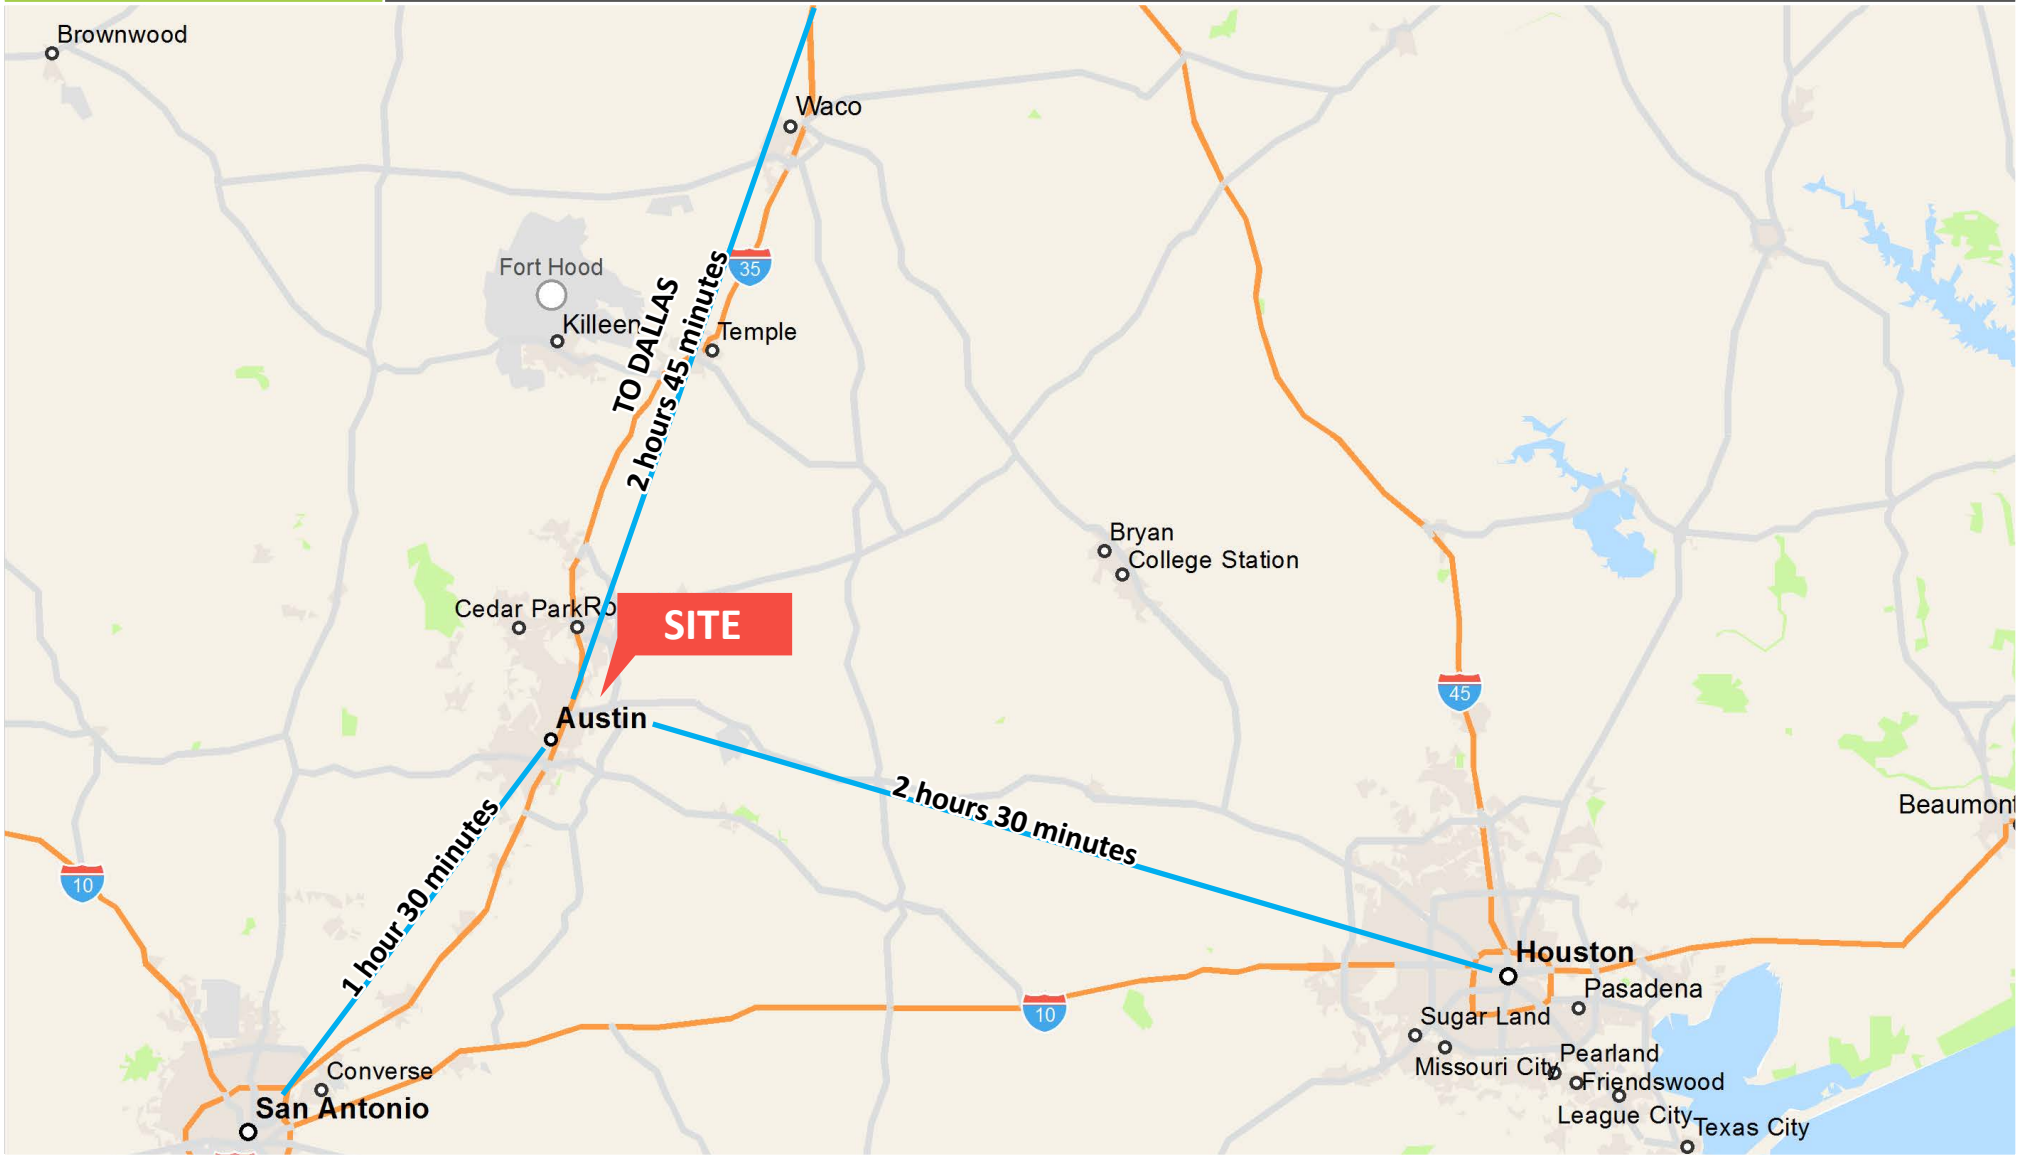 Brownwood
Waco
Fort Hood
35
Killeen
Temple
TO DALLAS
2 hours 45 minutes
Bryan
College Station
Cedar Park
Ro
SITE
45
Austin
2 hours 30 minutes
Beaumont
1 hour 30 minutes
10
Houston
Pasadena
10
Sugar Land
Missouri City
Pearland
Converse
Friendswood
San Antonio
League City
Texas City